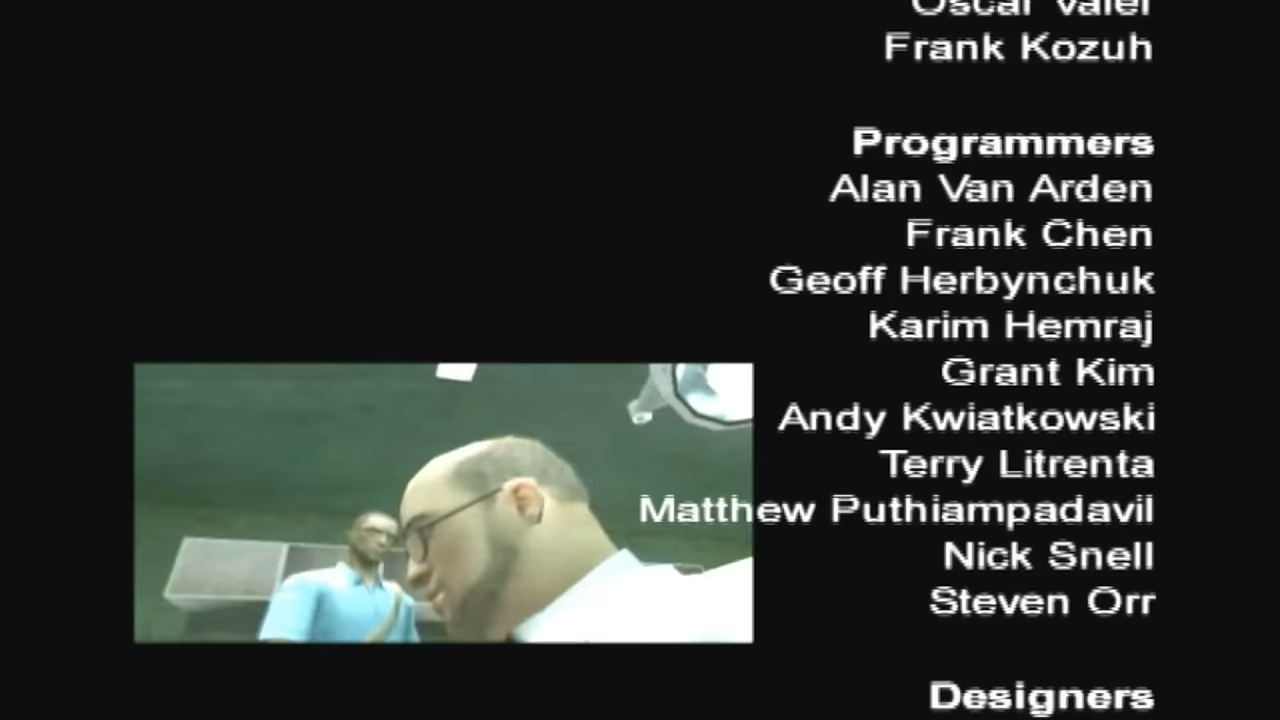 Oscar
Frank Kozuh
Programmers
Alan Van Arden
Frank Chen
Geoff Herbynchuk
Karim Hemraj
Grant Kim
Andy Kwiatkowski
Terry Litrenta
Matthew Puthiampadavil
Nick Snell
Steven Orr
Designers